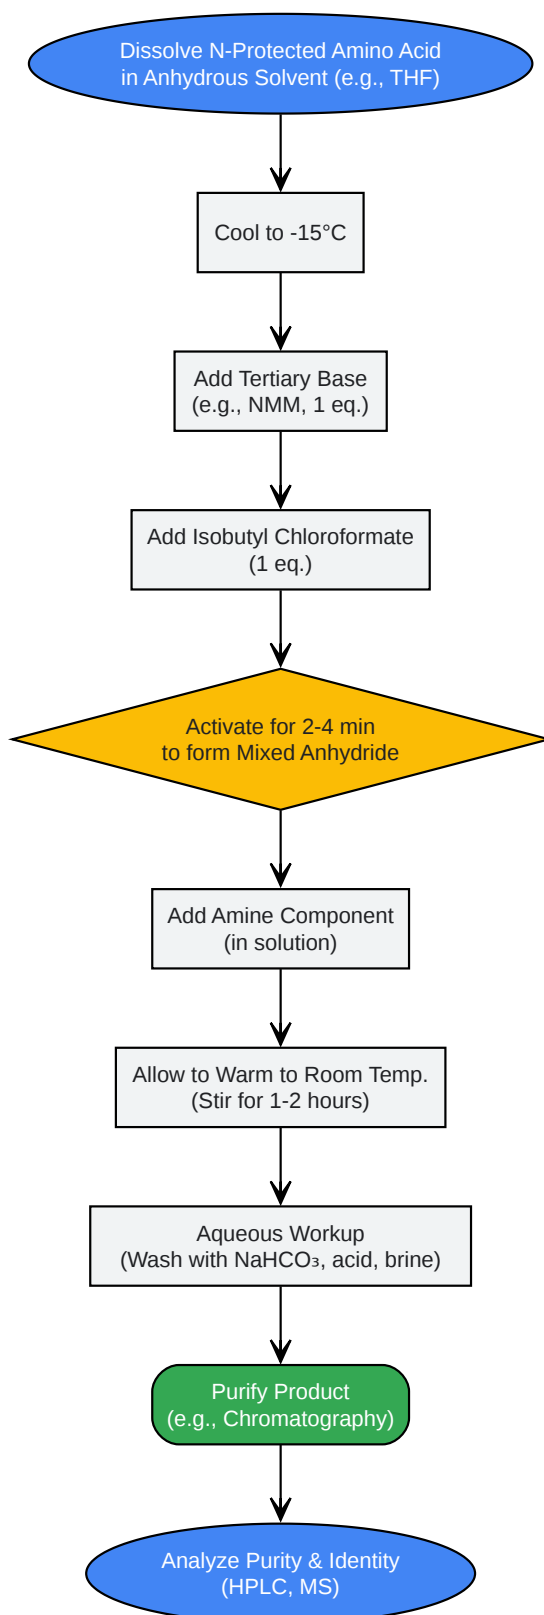 Dissolve N-Protected Amino Acid
in Anhydrous Solvent (e.g., THF)
Cool to -15°C
Add Tertiary Base
(e.g., NMM, 1 eq.)
Add Isobutyl Chloroformate
(1 eq.)
Activate for 2-4 min
to form Mixed Anhydride
Add Amine Component
(in solution)
Allow to Warm to Room Temp.
(Stir for 1-2 hours)
Aqueous Workup
(Wash with NaHCO₃, acid, brine)
Purify Product
(e.g., Chromatography)
Analyze Purity & Identity
(HPLC, MS)